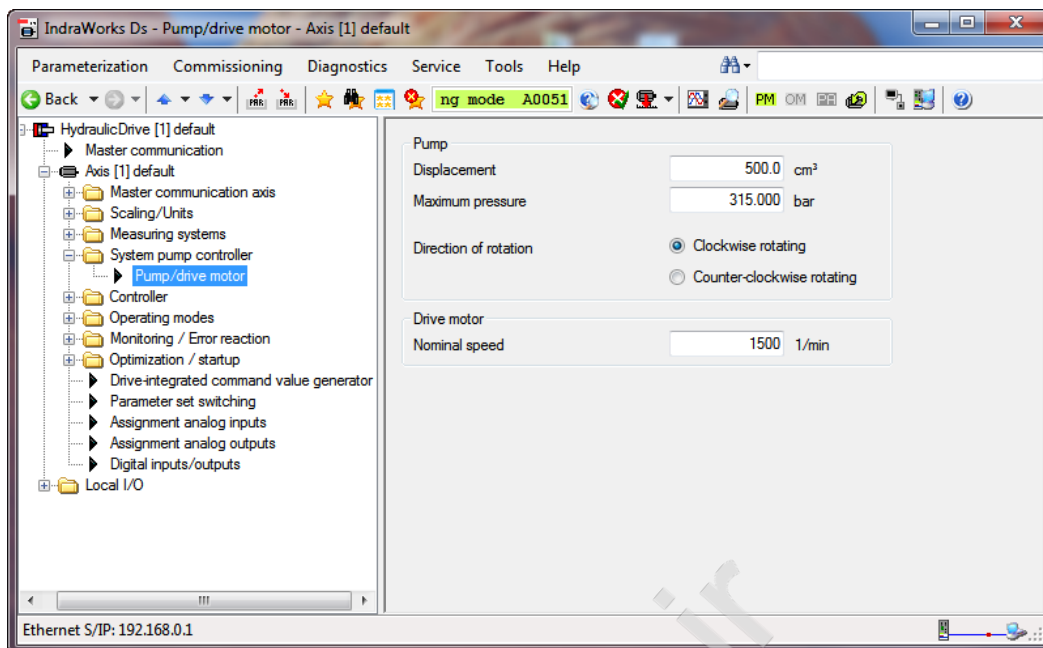 IndraWorks Ds - Pump/drive motor - Axis [1] default
Parameterization Commissioning Diagnostics Service Tools Help
Back PAR PAR ng mode A0051 PM OM
HydraulicDrive [1] default
Master communication
Axis [1] default
Master communication axis
Scaling/Units
Measuring systems
System pump controller
Pump/drive motor
Controller
Operating modes
Monitoring / Error reaction
Optimization / startup
Drive-integrated command value generator
Parameter set switching
Assignment analog inputs
Assignment analog outputs
Digital inputs/outputs
Local I/O
Pump
Displacement 500.0 cm³
Maximum pressure 315.000 bar
Direction of rotation Clockwise rotating
Counter-clockwise rotating
Drive motor
Nominal speed 1500 1/min
ir
Ethernet S/IP: 192.168.0.1